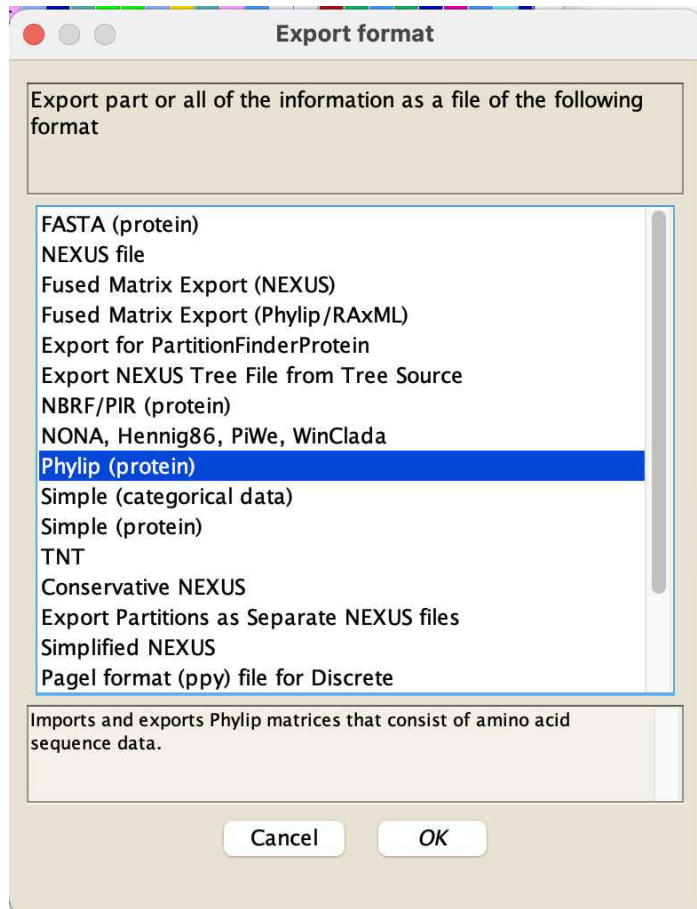 Export format
Export part or all of the information as a file of the following
format
FASTA (protein)
NEXUS file
Fused Matrix Export (NEXUS)
Fused Matrix Export (Phylip/RAxML)
Export for PartitionFinderProtein
Export NEXUS Tree File from Tree Source
NBRF/PIR (protein)
NONA, Hennig86, PiWe, WinClada
Phylip (protein)
Simple (categorical data)
Simple (protein)
TNT
Conservative NEXUS
Export Partitions as Separate NEXUS files
Simplified NEXUS
Pagel format (ppy) file for Discrete
Imports and exports Phylip matrices that consist of amino acid
sequence data.
Cancel OK